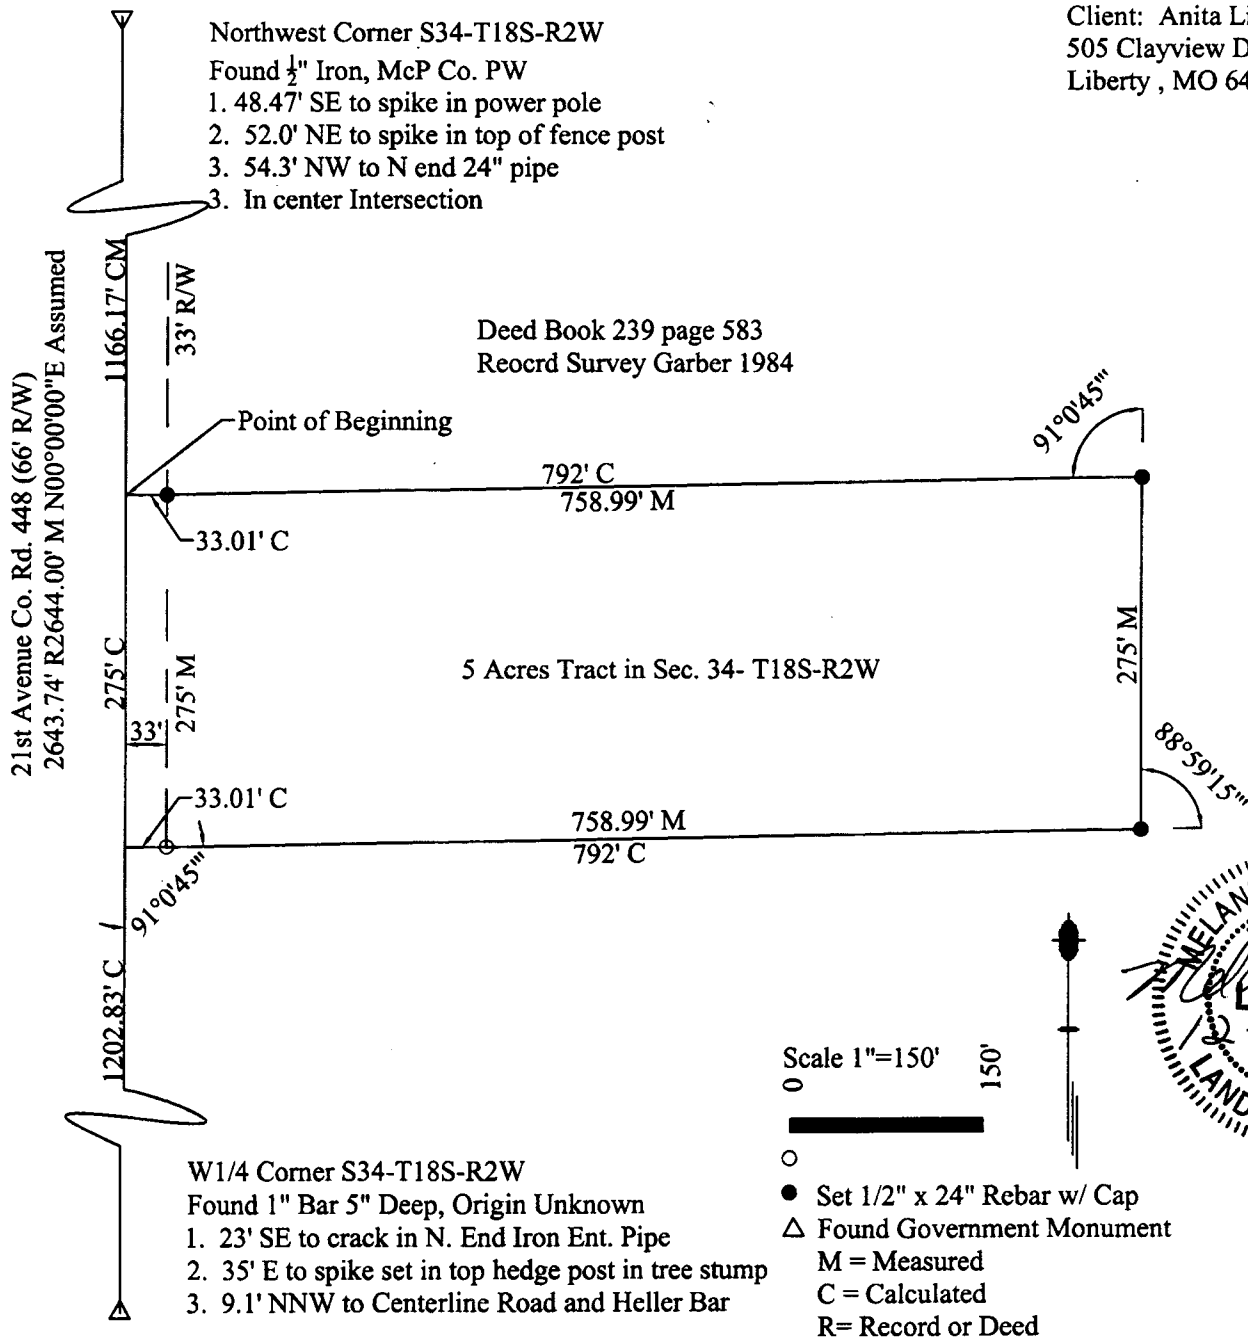 Northwest Corner S34-T18S-R2W
Found ½" Iron, McP Co. PW
1. 48.47' SE to spike in power pole
2. 52.0' NE to spike in top of fence post
3. 54.3' NW to N end 24" pipe
3. In center Intersection
Client: Anita
505 Clayview
Liberty , MO
21st Avenue Co. Rd. 448 (66' R/W)
2643.74' R2644.00' M N00°00'00"E Assumed
1166.17' CM
33' R/W
Deed Book 239 page 583
Reocrd Survey Garber 1984
Point of Beginning
91°0'45'"
792' C
758.99' M
33.01' C
275' C
275' M
33'
5 Acres Tract in Sec. 34- T18S-R2W
275' M
88°59'15'"
33.01' C
758.99' M
792' C
91°0'45'"
1202.83' C
Scale 1"=150'
0
150'
LAND
W1/4 Corner S34-T18S-R2W
Found 1" Bar 5" Deep, Origin Unknown
1. 23' SE to crack in N. End Iron Ent. Pipe
2. 35' E to spike set in top hedge post in tree stump
3. 9.1' NNW to Centerline Road and Heller Bar
Set 1/2" x 24" Rebar w/ Cap
Found Government Monument
M = Measured
C = Calculated
R= Record or Deed